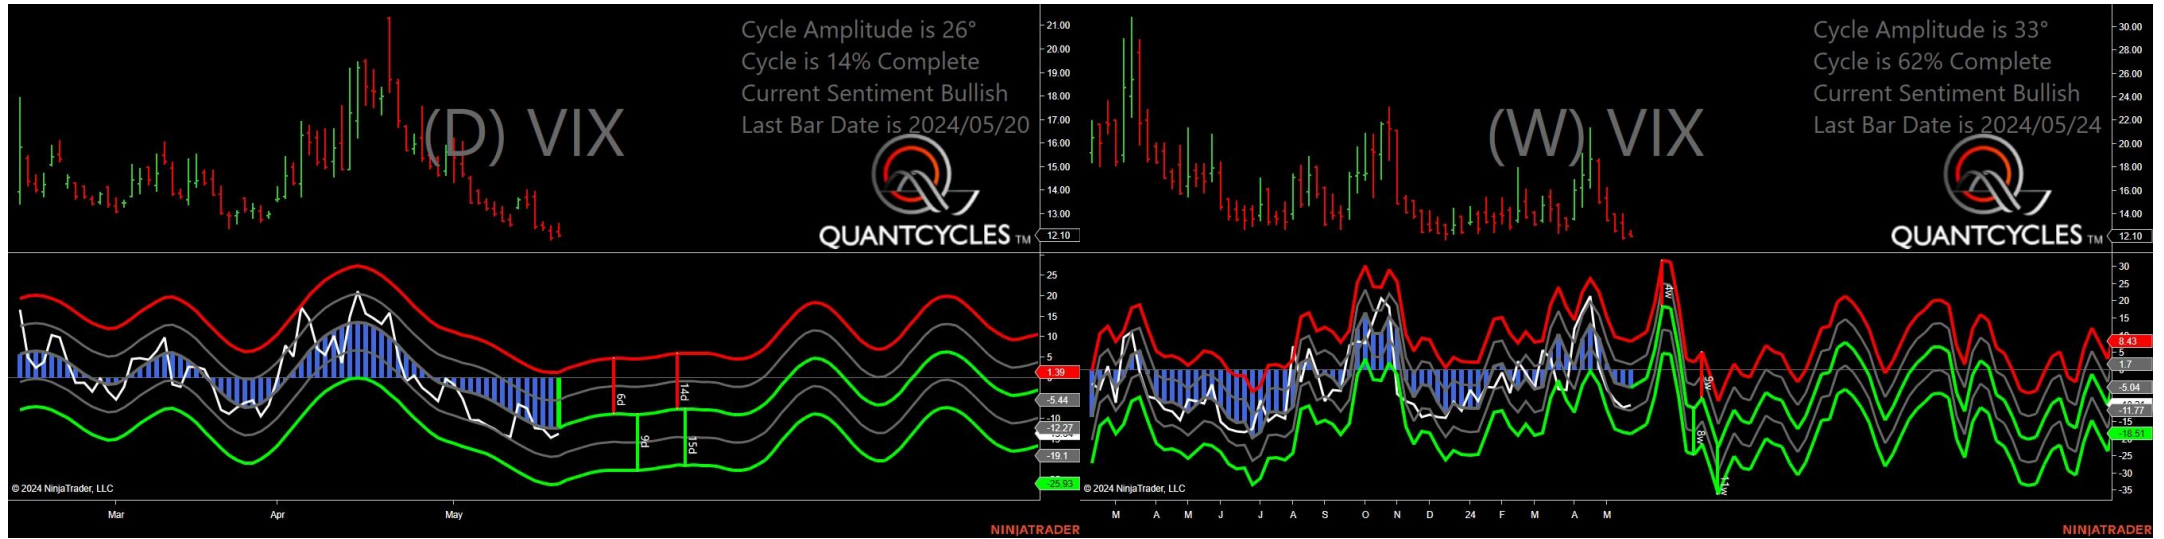 Cycle Amplitude is 26°
Cycle is 14% Complete
Current Sentiment Bullish
Last Bar Date is 2024/05/20
(D) VIX
QUANTCYCLES TM
21.00
20.00
19.00
18.00
17.00
16.00
15.00
14.00
13.00
12.10
25
20
15
10
5
1.39
-5.44
-10
-12.27
-19.1
-25.93
6d
9d
14d
15d
© 2024 NinjaTrader, LLC
Mar Apr May
NINJATRADER
Cycle Amplitude is 33°
Cycle is 62% Complete
Current Sentiment Bullish
Last Bar Date is 2024/05/24
(W) VIX
QUANTCYCLES TM
30.00
28.00
26.00
24.00
22.00
20.00
18.00
16.00
14.00
12.10
30
25
20
15
8.43
5
1.7
-5.04
-11.77
-15
-18.51
-25
-30
-35
4w
9w
8w
11w
© 2024 NinjaTrader, LLC
M A M J J A S O N D 24 F M A M
NINJATRADER